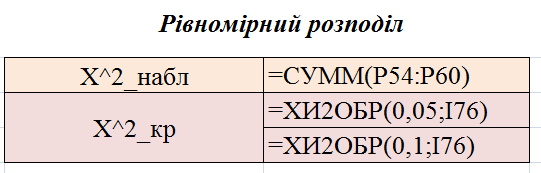 Рівномірний розподіл
X^2_набл =СУММ(P54:P60)
X^2_кр =ХИ2ОБР(0,05;I76)
=ХИ2ОБР(0,1;I76)